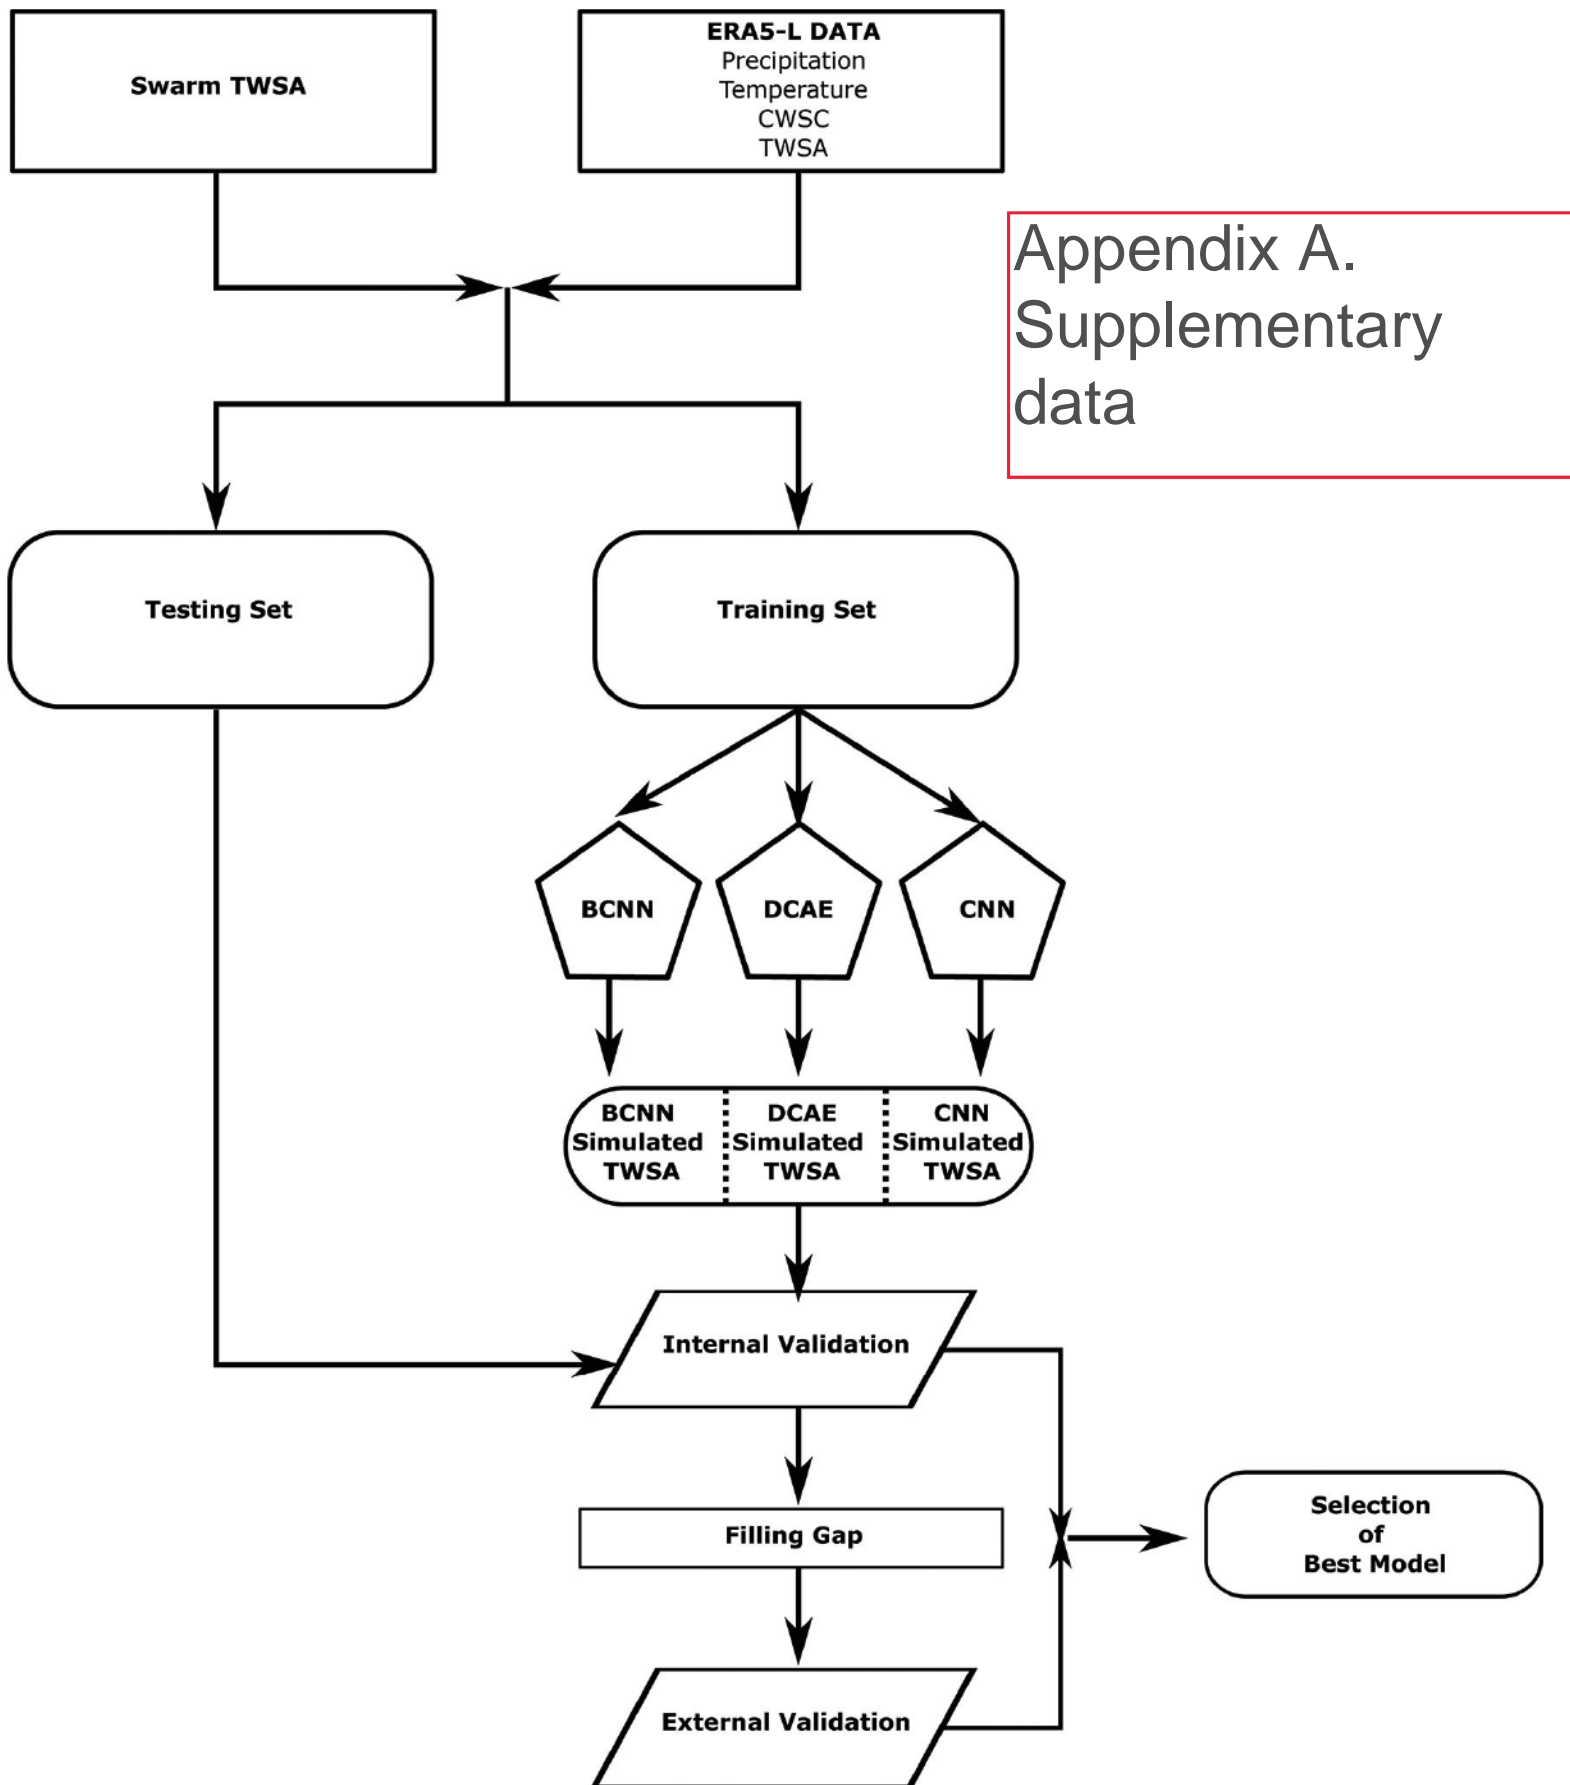 Swarm TWSA
ERA5-L DATA
Precipitation
Temperature
CWSC
TWSA
Appendix A.
Supplementary
data
Testing Set
Training Set
BCNN
DCAE
CNN
BCNN
Simulated
TWSA
DCAE
Simulated
TWSA
CNN
Simulated
TWSA
Internal Validation
Filling Gap
Selection
of
Best Model
External Validation